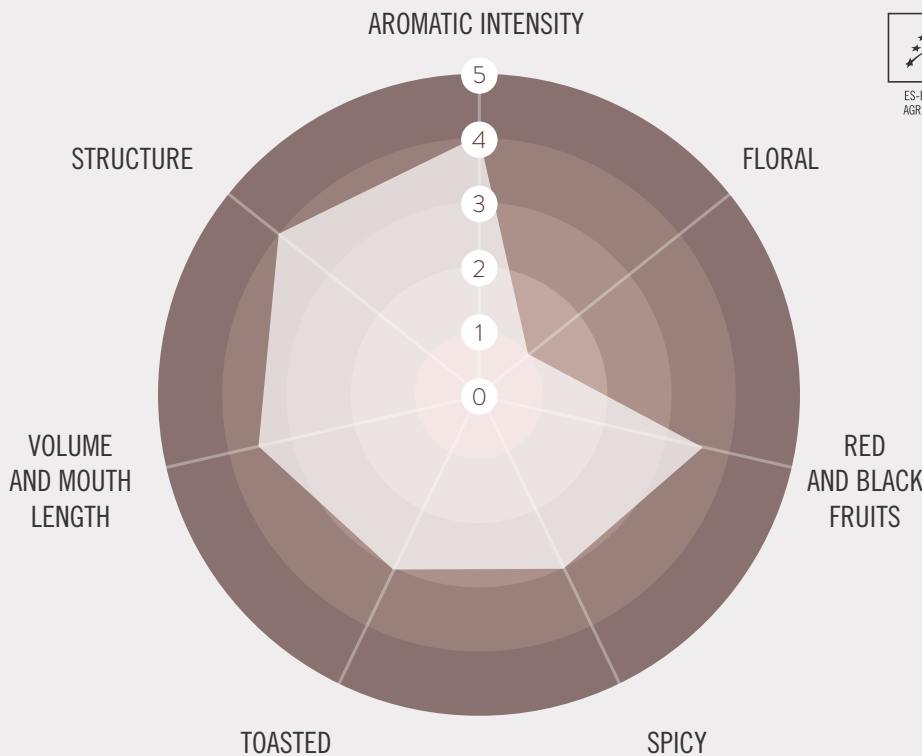 AROMATIC INTENSITY
5
4
STRUCTURE
FLORAL
3
2
1
0
VOLUME
AND MOUTH
LENGTH
RED
AND BLACK
FRUITS
TOASTED
SPICY